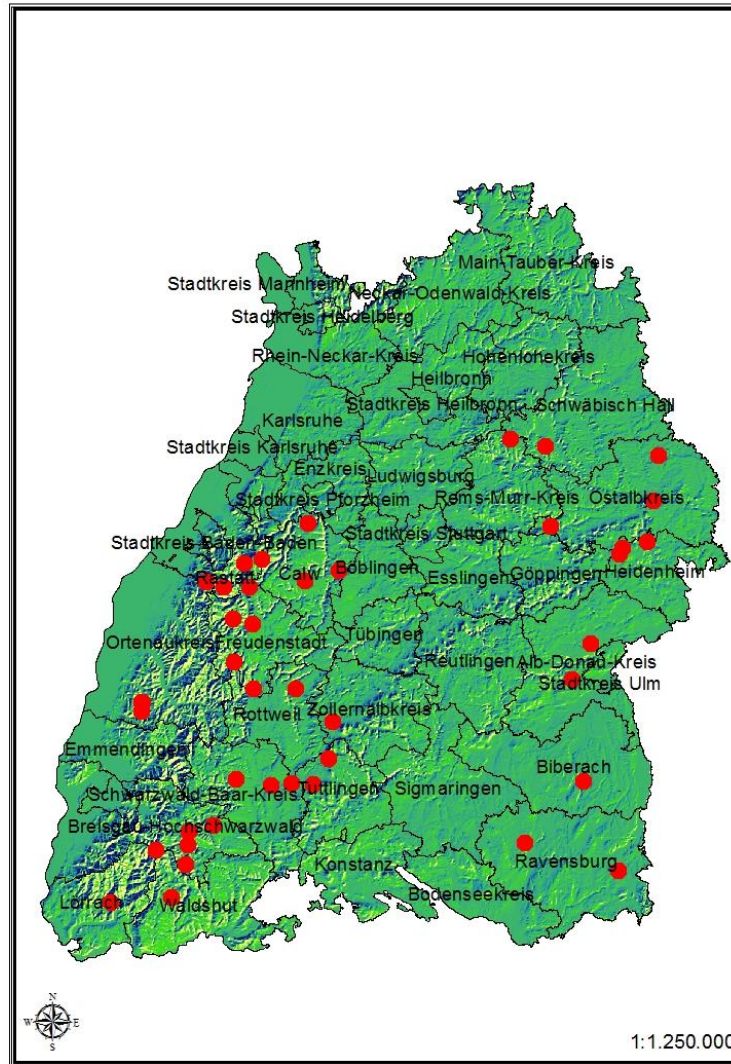 Main-Tauber-Kreis
Stadtkreis Mannheim
Neckar-Odenwald-Kreis
Stadtkreis Heidelberg
Rhein-Neckar-Kreis
Hohenlohekreis
Heilbronn
Stadtkreis Heilbronn
Schwäbisch Hall
Karlsruhe
Stadtkreis Karlsruhe
Enzkreis
Ludwigsburg
Stadtkreis Pforzheim
Rems-Murr-Kreis
Ostalbkreis
Stadtkreis Stuttgart
Stadtkreis Baden-Baden
Rastatt
Calw
Böblingen
Esslingen
Göppingen
Heidenheim
Ortenaukreis
Freudenstadt
Tübingen
Reutlingen
Alb-Donau-Kreis
Stadtkreis Ulm
Rottweil
Zollernalbkreis
Emmendingen
Biberach
Schwarzwald-Baar-Kreis
Tuttlingen
Sigmaringen
Breisgau-Hochschwarzwald
Konstanz
Ravensburg
Bodenseekreis
Lörrach
Waldshut
N
W E
S
1:1.250.000